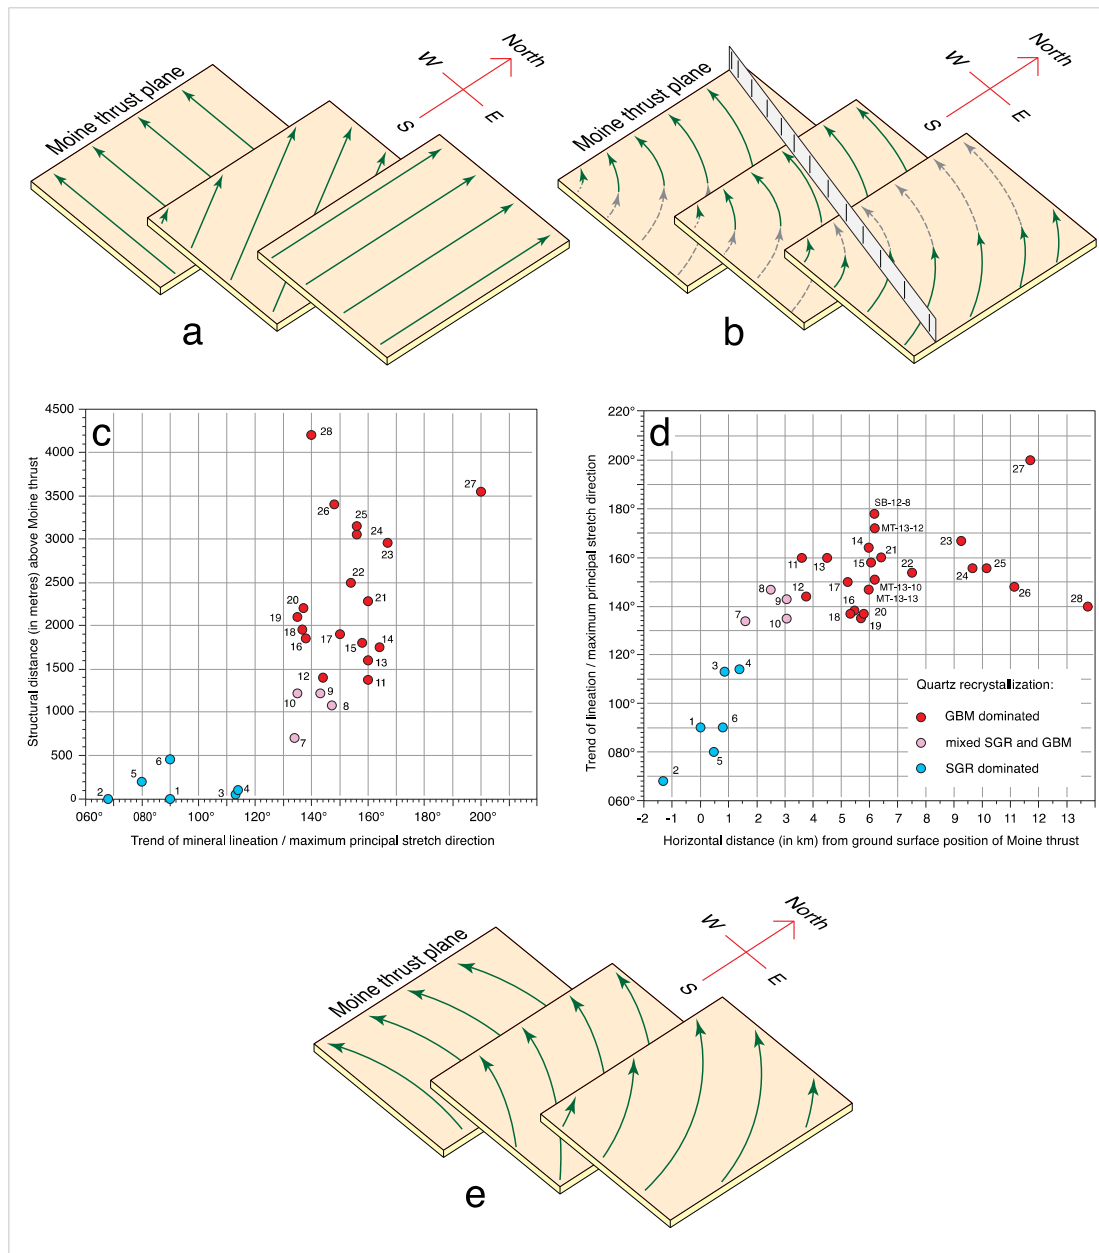 Moine thrust plane
W
North
S
E
a
Moine thrust plane
W
North
S
E
b
c
Structural distance (in metres) above Moine thrust
4500
4000
3500
3000
2500
2000
1500
1000
500
0
060° 080° 100° 120° 140° 160° 180° 200°
Trend of mineral lineation / maximum principal stretch direction
28
27
26
25
24
23
22
21
20
19
18
17
16
15
14
13
12
11
10
9
8
7
6
5
4
3
2
1
d
Trend of lineation / maximum principal stretch direction
220°
200°
180°
160°
140°
120°
100°
080°
060°
-2 -1 0 1 2 3 4 5 6 7 8 9 10 11 12 13
Horizontal distance (in km) from ground surface position of Moine thrust
27
SB-12-8
MT-13-12
14
21
23
11
13
15
22
24
25
8
12
17
MT-13-10
MT-13-13
26
28
9
16
7
10
18
20
19
3
4
1
6
5
2
Quartz recrystalization:
GBM dominated
mixed SGR and GBM
SGR dominated
Moine thrust plane
W
North
S
E
e